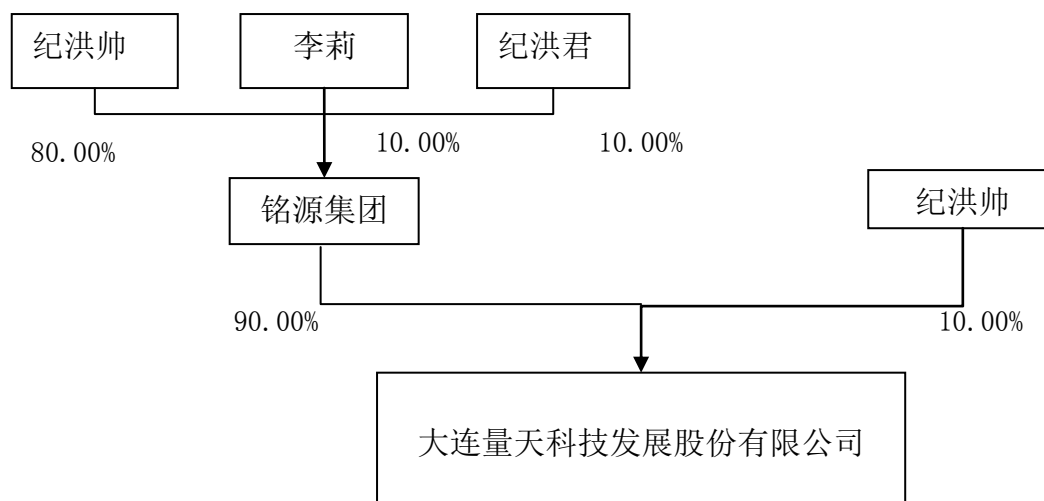 纪洪帅
李莉
纪洪君
80.00%
10.00%
10.00%
铭源集团
纪洪帅
90.00%
10.00%
大连量天科技发展股份有限公司